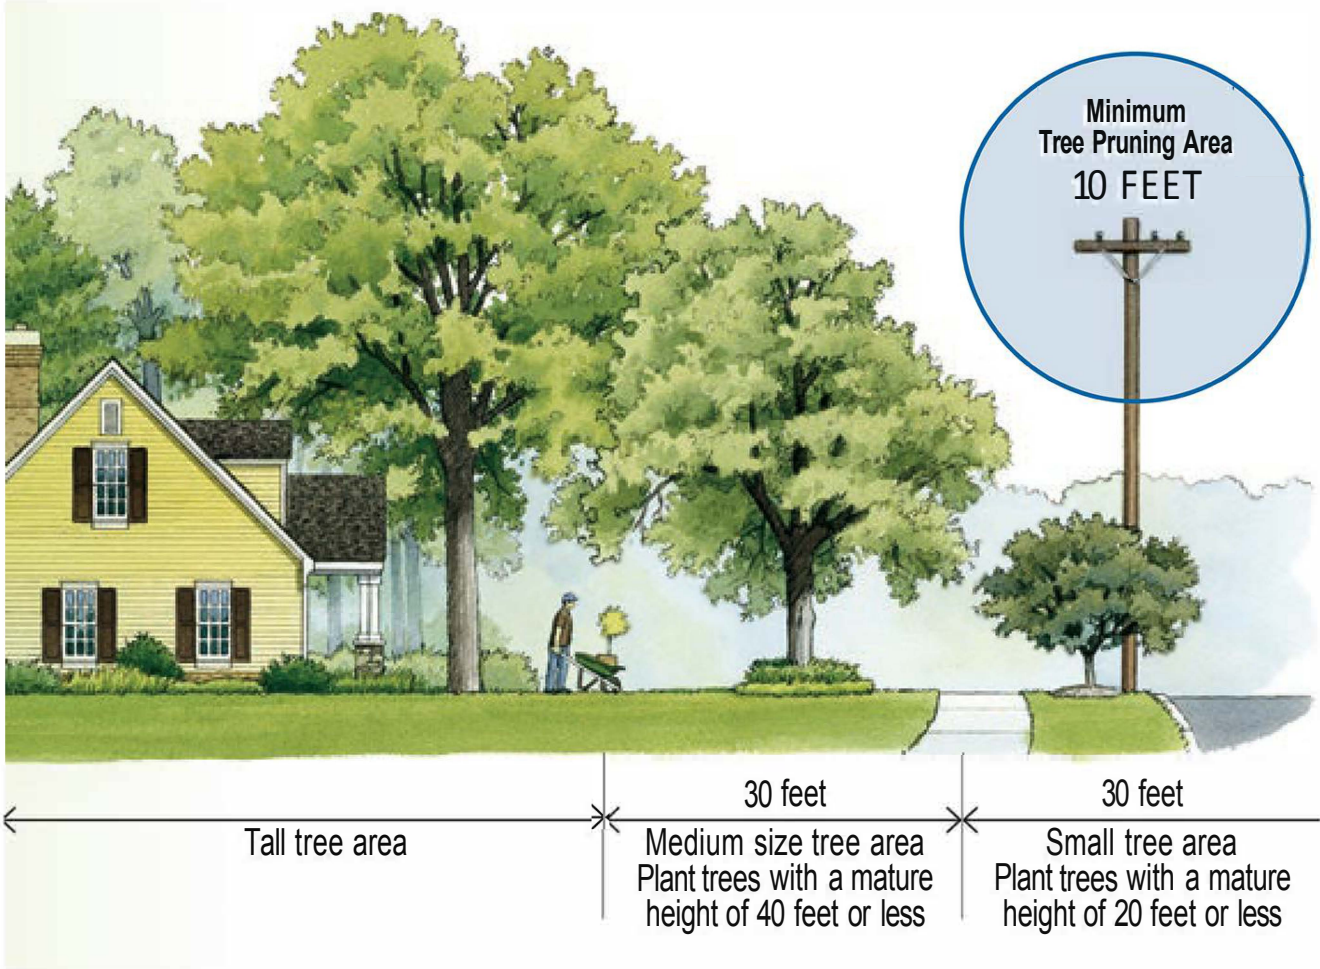 Minimum
Tree Pruning Area
10 FEET
30 feet
30 feet
Tall tree area
Medium size tree area
Plant trees with a mature
height of 40 feet or less
Small tree area
Plant trees with a mature
height of 20 feet or less